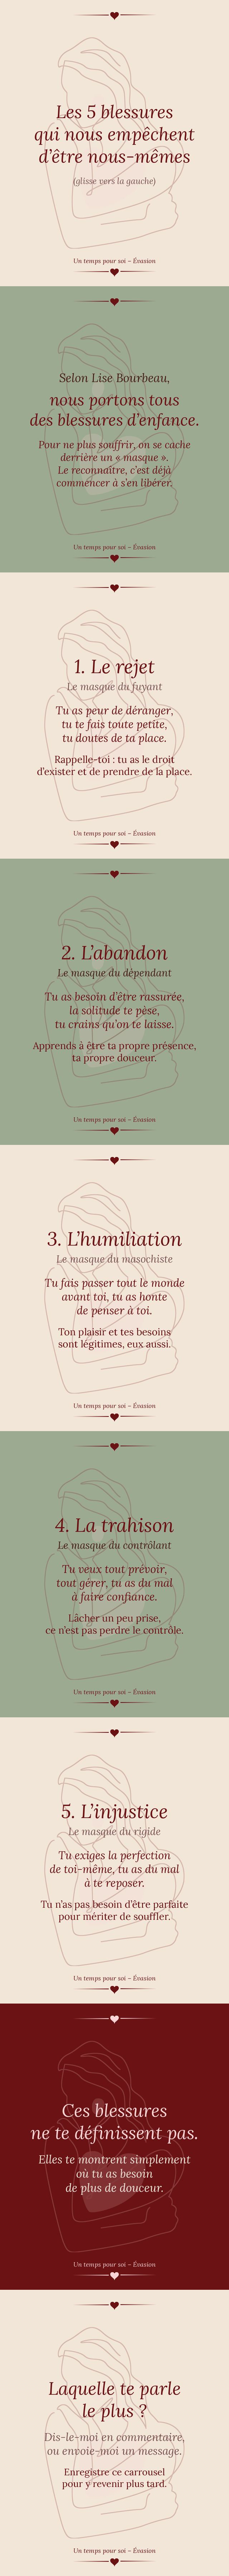 Les 5 blessures
qui nous empêchent
d’être nous-mêmes
(glisse vers la gauche)
Un temps pour soi – Évasion
Selon Lise Bourbeau,
nous portons tous
des blessures d’enfance.
Pour ne plus souffrir, on se cache
derrière un « masque ».
Le reconnaître, c’est déjà
commencer à s’en libérer.
Un temps pour soi – Évasion
1. Le rejet
Le masque du fuyant
Tu as peur de déranger,
tu te fais toute petite,
tu doutes de ta place.
Rappelle-toi : tu as le droit
d’exister et de prendre de la place.
Un temps pour soi – Évasion
2. L’abandon
Le masque du dépendant
Tu as besoin d’être rassurée,
la solitude te pèse,
tu crains qu’on te laisse.
Apprends à être ta propre présence,
ta propre douceur.
Un temps pour soi – Évasion
3. L’humiliation
Le masque du masochiste
Tu fais passer tout le monde
avant toi, tu as honte
de penser à toi.
Ton plaisir et tes besoins
sont légitimes, eux aussi.
Un temps pour soi – Évasion
4. La trahison
Le masque du contrôlant
Tu veux tout prévoir,
tout gérer, tu as du mal
à faire confiance.
Lâcher un peu prise,
ce n’est pas perdre le contrôle.
Un temps pour soi – Évasion
5. L’injustice
Le masque du rigide
Tu exiges la perfection
de toi-même, tu as du mal
à te reposer.
Tu n’as pas besoin d’être parfaite
pour mériter de souffler.
Un temps pour soi – Évasion
Ces blessures
ne te définissent pas.
Elles te montrent simplement
où tu as besoin
de plus de douceur.
Un temps pour soi – Évasion
Laquelle te parle
le plus ?
Dis-le-moi en commentaire,
ou envoie-moi un message.
Enregistre ce carrousel
pour y revenir plus tard.
Un temps pour soi – Évasion